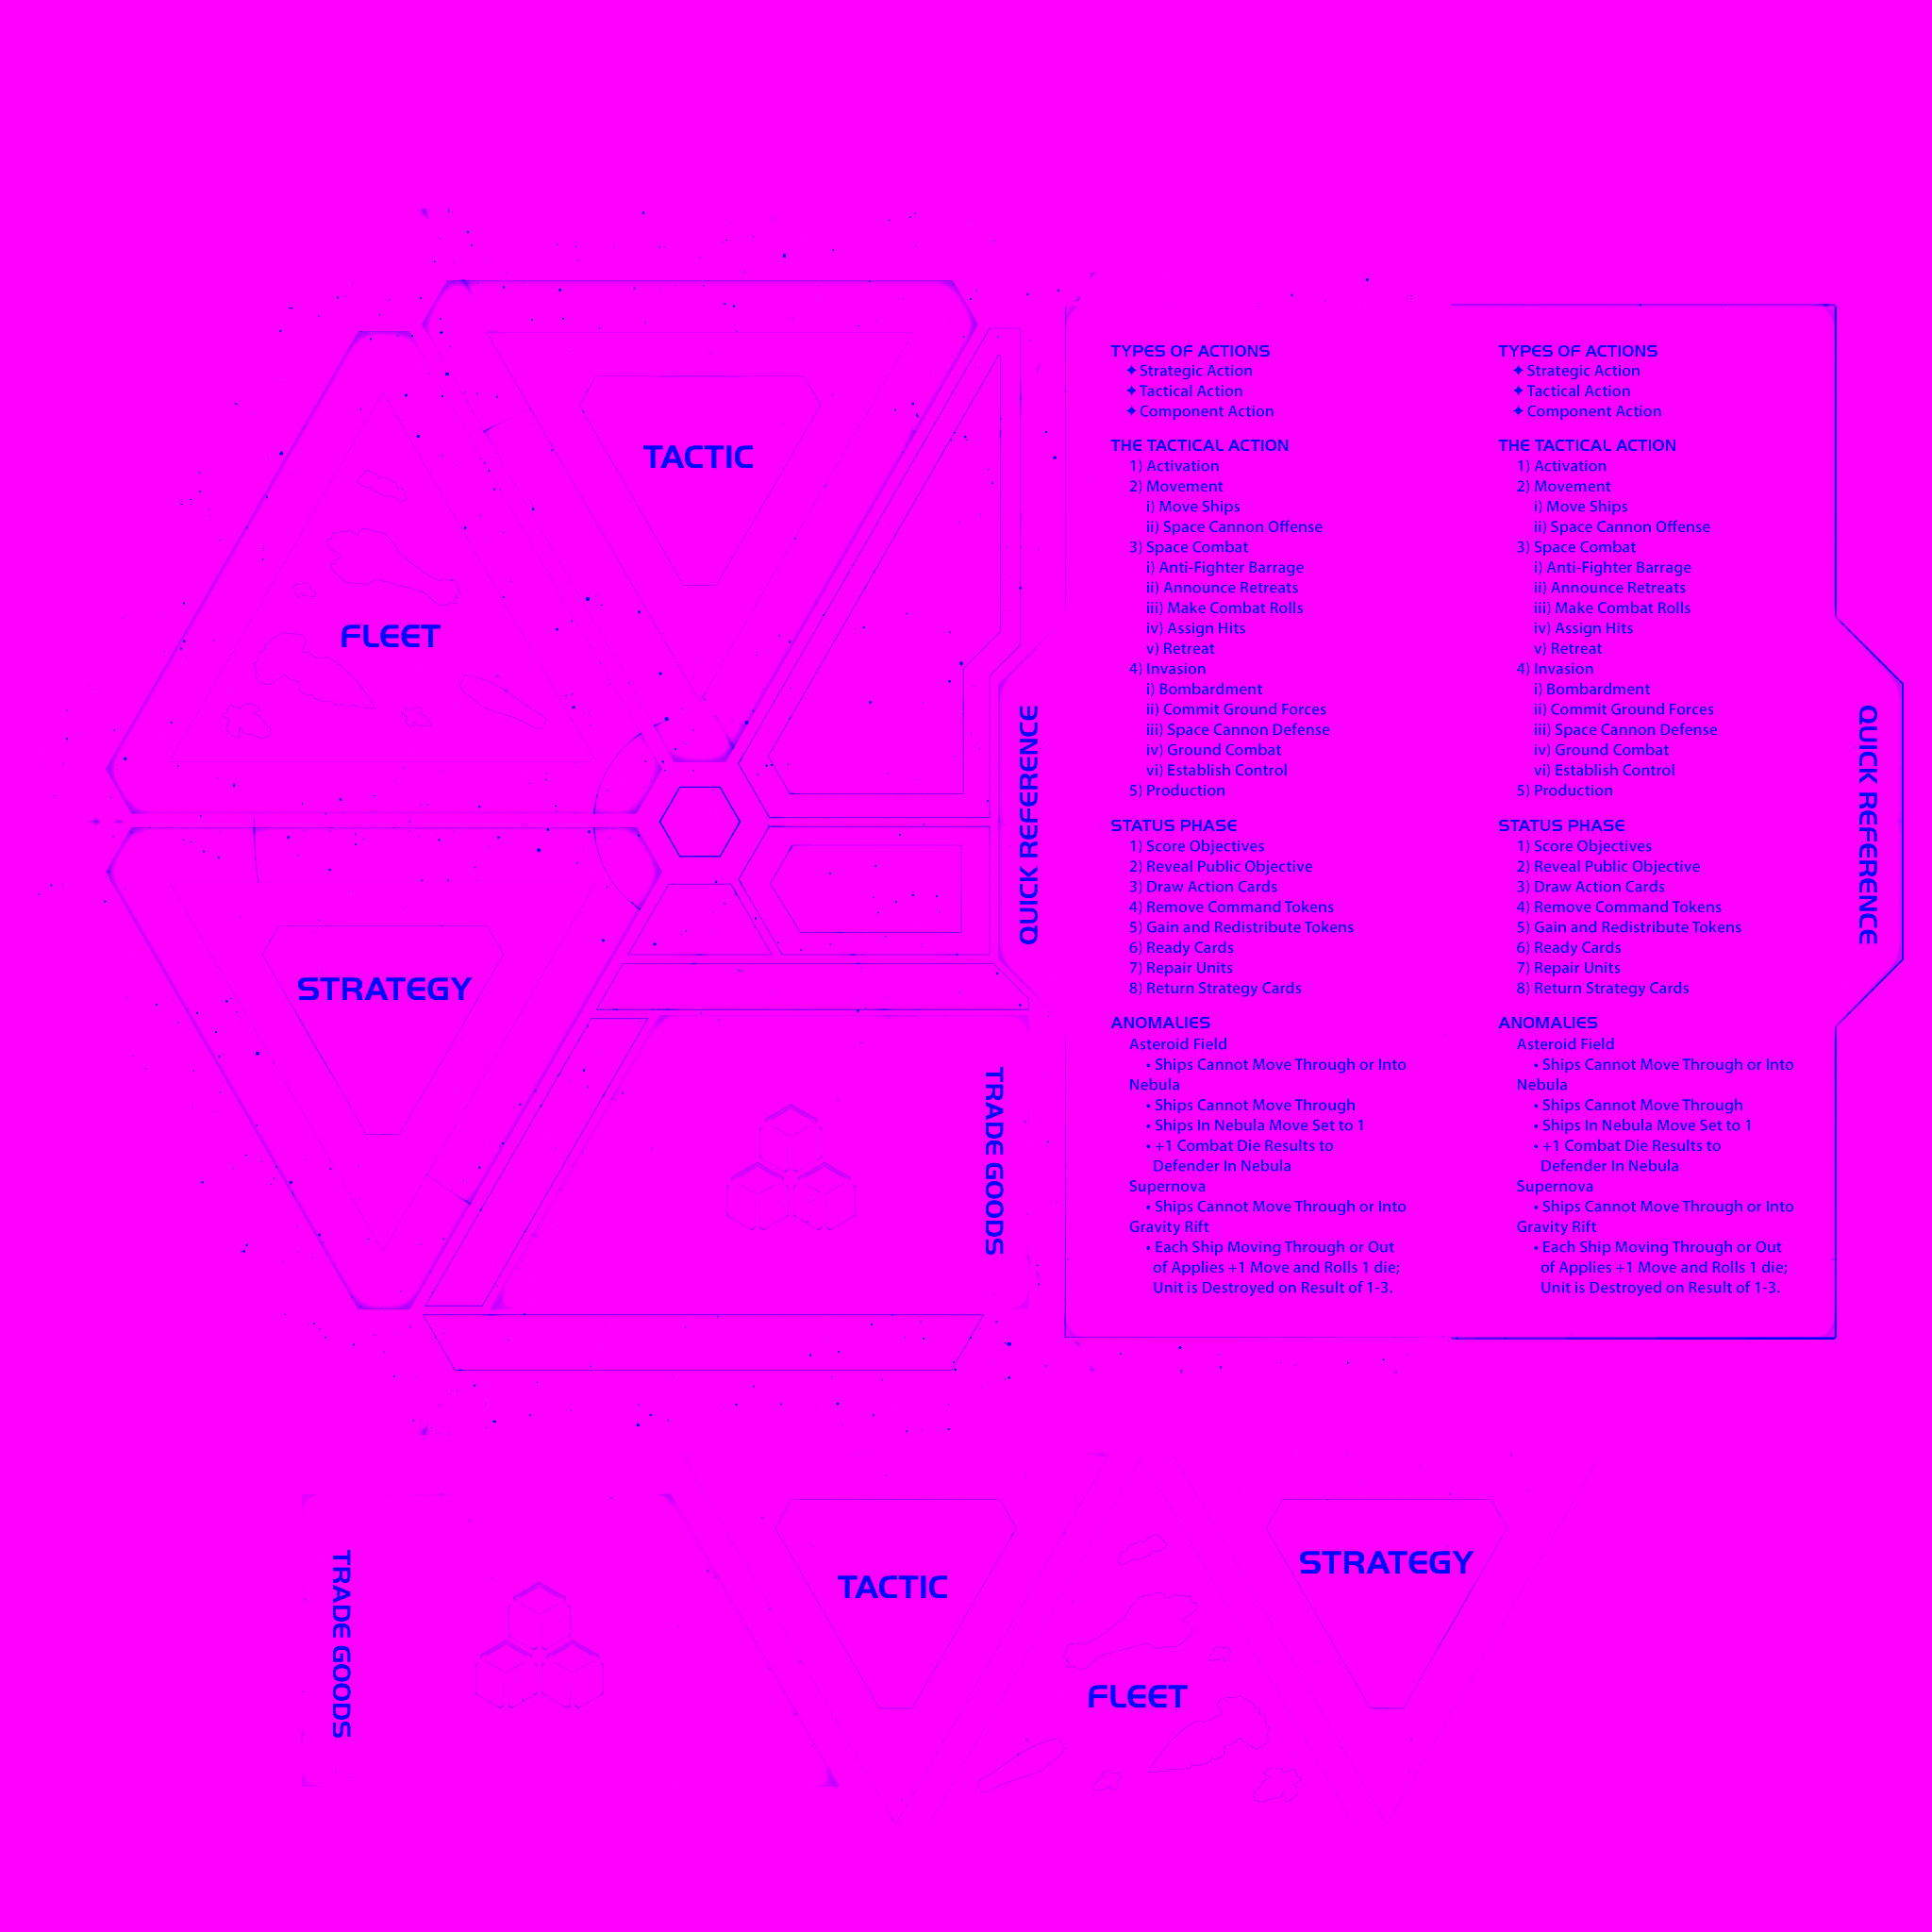 TACTIC
FLEET
STRATEGY
TRADE GOODS
QUICK REFERENCE
TYPES OF ACTIONS
✦ Strategic Action
✦ Tactical Action
✦ Component Action
THE TACTICAL ACTION
1) Activation
2) Movement
i) Move Ships
ii) Space Cannon Offense
3) Space Combat
i) Anti-Fighter Barrage
ii) Announce Retreats
iii) Make Combat Rolls
iv) Assign Hits
v) Retreat
4) Invasion
i) Bombardment
ii) Commit Ground Forces
iii) Space Cannon Defense
iv) Ground Combat
vi) Establish Control
5) Production
STATUS PHASE
1) Score Objectives
2) Reveal Public Objective
3) Draw Action Cards
4) Remove Command Tokens
5) Gain and Redistribute Tokens
6) Ready Cards
7) Repair Units
8) Return Strategy Cards
ANOMALIES
Asteroid Field
• Ships Cannot Move Through or Into
Nebula
• Ships Cannot Move Through
• Ships In Nebula Move Set to 1
• +1 Combat Die Results to
Defender In Nebula
Supernova
• Ships Cannot Move Through or Into
Gravity Rift
• Each Ship Moving Through or Out
of Applies +1 Move and Rolls 1 die;
Unit is Destroyed on Result of 1-3.
TYPES OF ACTIONS
✦ Strategic Action
✦ Tactical Action
✦ Component Action
THE TACTICAL ACTION
1) Activation
2) Movement
i) Move Ships
ii) Space Cannon Offense
3) Space Combat
i) Anti-Fighter Barrage
ii) Announce Retreats
iii) Make Combat Rolls
iv) Assign Hits
v) Retreat
4) Invasion
i) Bombardment
ii) Commit Ground Forces
iii) Space Cannon Defense
iv) Ground Combat
vi) Establish Control
5) Production
STATUS PHASE
1) Score Objectives
2) Reveal Public Objective
3) Draw Action Cards
4) Remove Command Tokens
5) Gain and Redistribute Tokens
6) Ready Cards
7) Repair Units
8) Return Strategy Cards
ANOMALIES
Asteroid Field
• Ships Cannot Move Through or Into
Nebula
• Ships Cannot Move Through
• Ships In Nebula Move Set to 1
• +1 Combat Die Results to
Defender In Nebula
Supernova
• Ships Cannot Move Through or Into
Gravity Rift
• Each Ship Moving Through or Out
of Applies +1 Move and Rolls 1 die;
Unit is Destroyed on Result of 1-3.
QUICK REFERENCE
TRADE GOODS
TACTIC
FLEET
STRATEGY